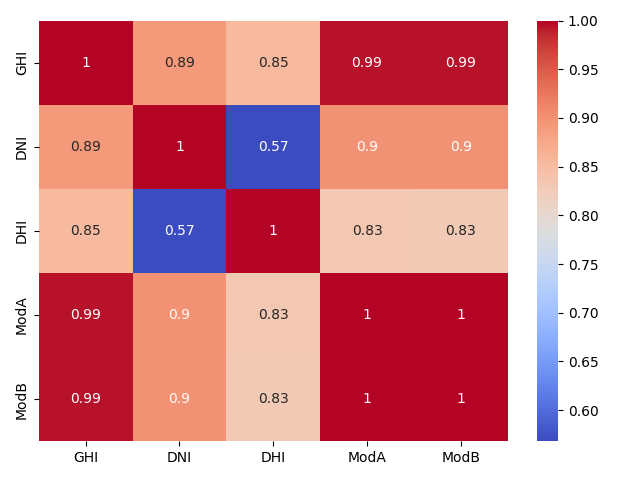 GHI 1 0.89 0.85 0.99 0.99
DNI 0.89 1 0.57 0.9 0.9
DHI 0.85 0.57 1 0.83 0.83
ModA 0.99 0.9 0.83 1 1
ModB 0.99 0.9 0.83 1 1
GHI DNI DHI ModA ModB
1.00
0.95
0.90
0.85
0.80
0.75
0.70
0.65
0.60